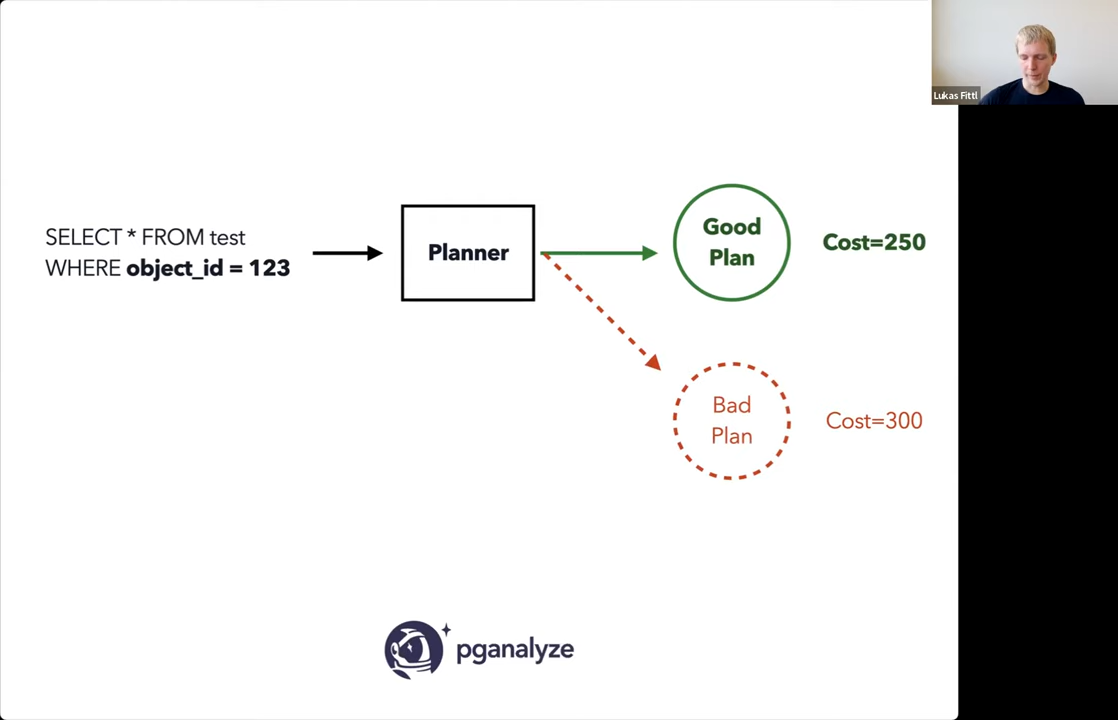 Lukas Fittl
SELECT * FROM test
WHERE object_id = 123
Planner
Good
Plan
Cost=250
Bad
Plan
Cost=300
pganalyze